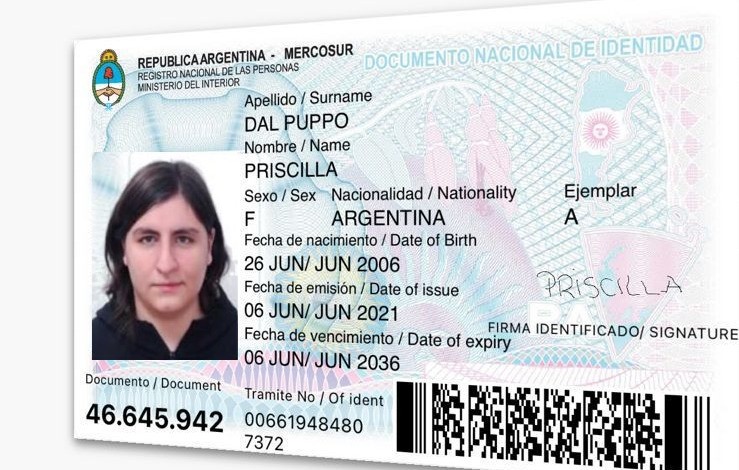 REPUBLICA ARGENTINA - MERCOSUR
REGISTRO NACIONAL DE LAS PERSONAS
MINISTERIO DEL INTERIOR
DOCUMENTO NACIONAL DE IDENTIDAD
Apellido / Surname
DAL PUPPO
Nombre / Name
PRISCILLA
Sexo / Sex Nacionalidad / Nationality Ejemplar
F ARGENTINA A
Fecha de nacimiento / Date of Birth
26 JUN/ JUN 2006
Fecha de emisión / Date of issue
06 JUN/ JUN 2021
PRISCILLA
FIRMA IDENTIFICADO/ SIGNATURE
Fecha de vencimiento / Date of expiry
06 JUN/ JUN 2036
Documento / Document
46.645.942
Tramite No / Of ident
00661948480
7372